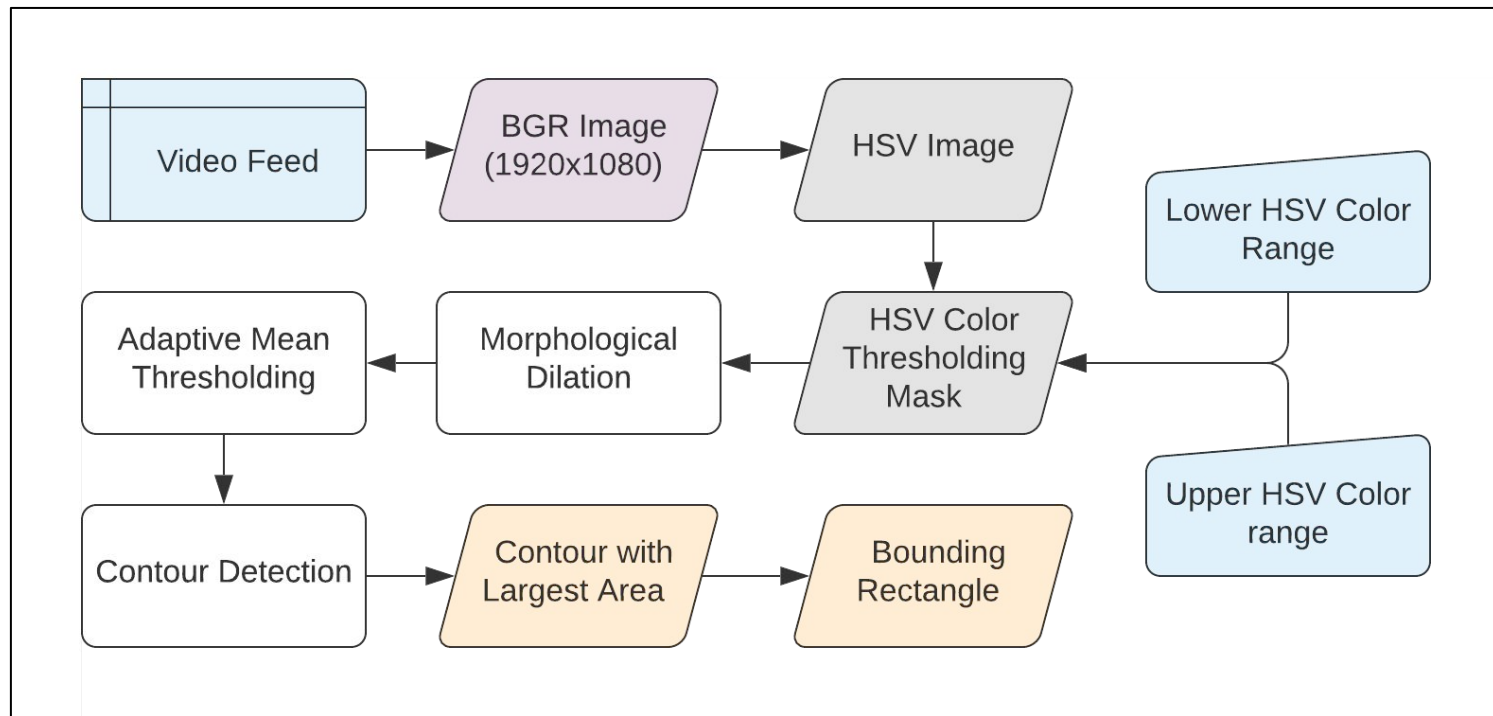 Video Feed
BGR Image
(1920x1080)
HSV Image
Lower HSV Color
Range
Adaptive Mean
Thresholding
Morphological
Dilation
HSV Color
Thresholding
Mask
Upper HSV Color
range
Contour Detection
Contour with
Largest Area
Bounding
Rectangle